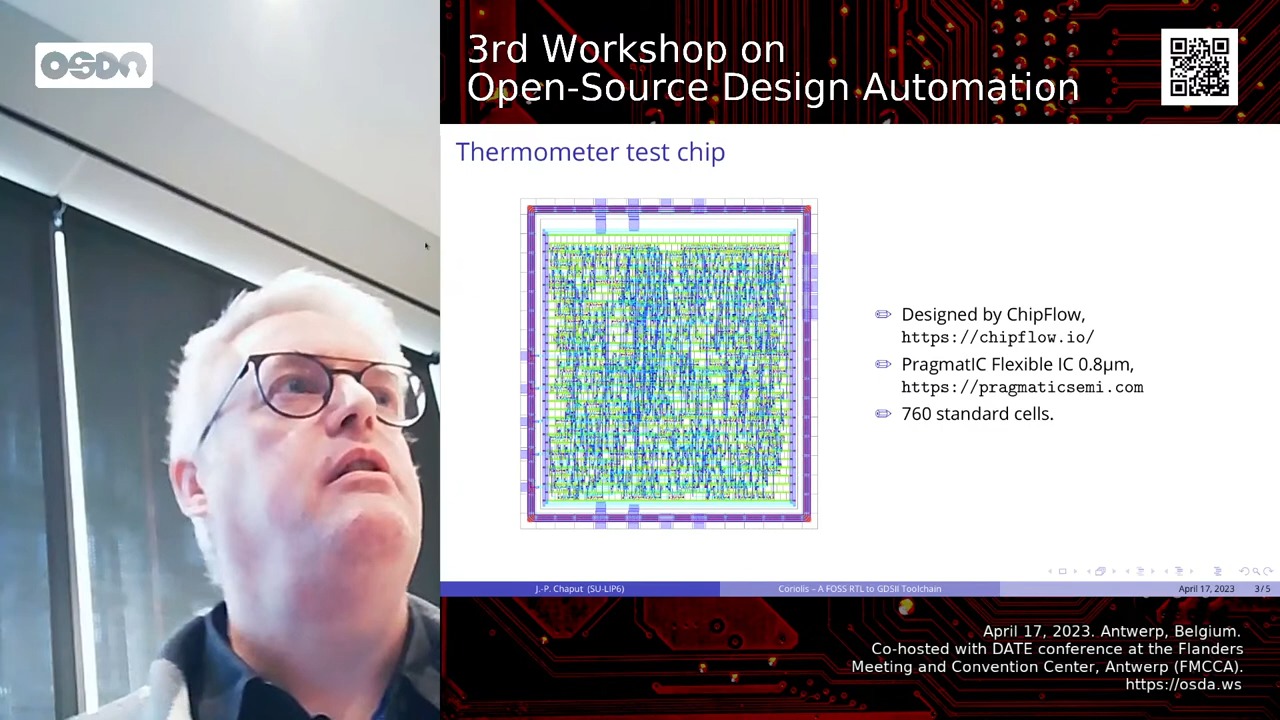 OSDA
3rd Workshop on
Open-Source Design Automation
Thermometer test chip
Designed by ChipFlow,
https://chipflow.io/
PragmatIC Flexible IC 0.8µm,
https://pragmaticsemi.com
760 standard cells.
J.-P. Chaput (SU-LIP6)
Coriolis – A FOSS RTL to GDSII Toolchain
April 17, 2023
3 / 5
April 17, 2023. Antwerp, Belgium.
Co-hosted with DATE conference at the Flanders
Meeting and Convention Center, Antwerp (FMCCA).
https://osda.ws